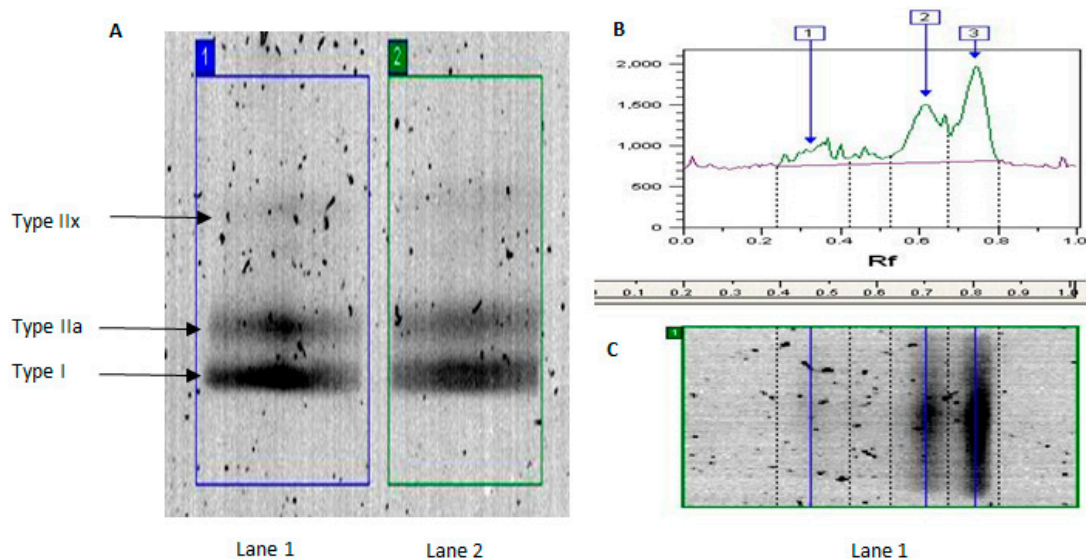 A
1
2
Type IIx
Type IIa
Type I
Lane 1 Lane 2
B
1 2 3
2,000
1,500
1,000
500
0
0.0 0.2 0.4 0.6 0.8 1.0
Rf
0.1 0.2 0.3 0.4 0.5 0.6 0.7 0.8 0.9 1.0
C
1
Lane 1